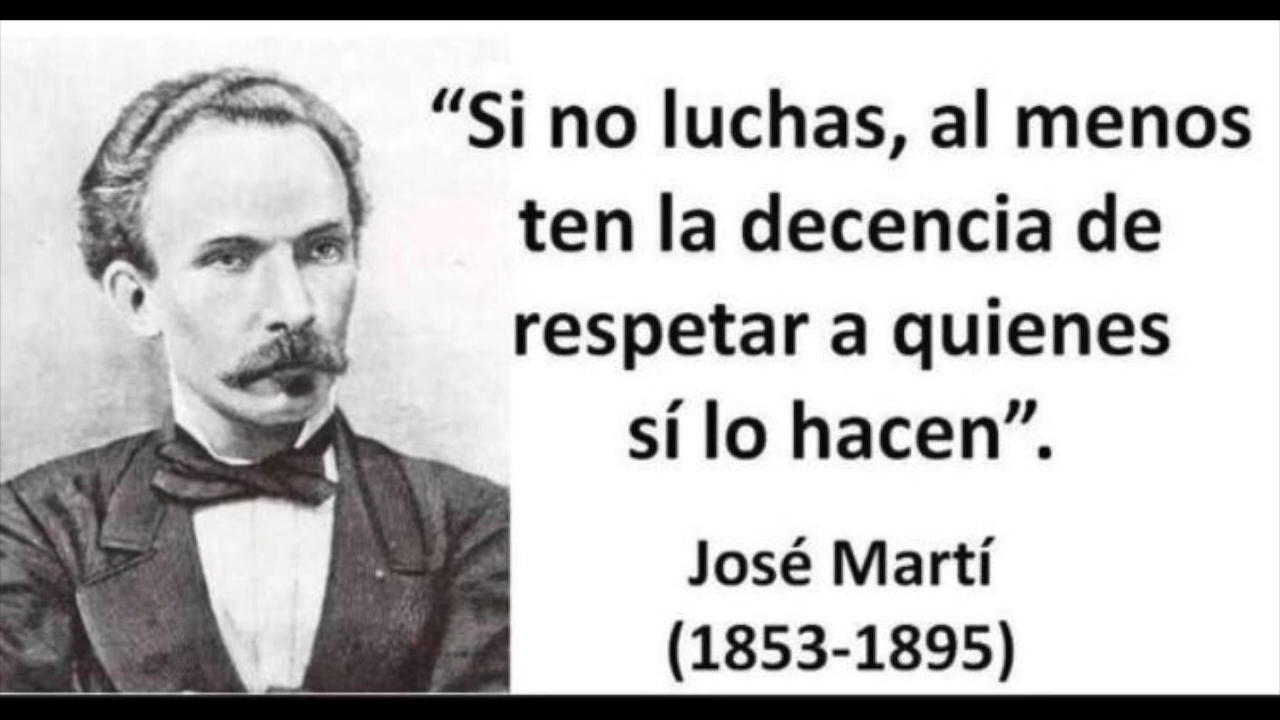 “Si no luchas, al menos
ten la decencia de
respetar a quienes
sí lo hacen”.
José Martí
(1853-1895)